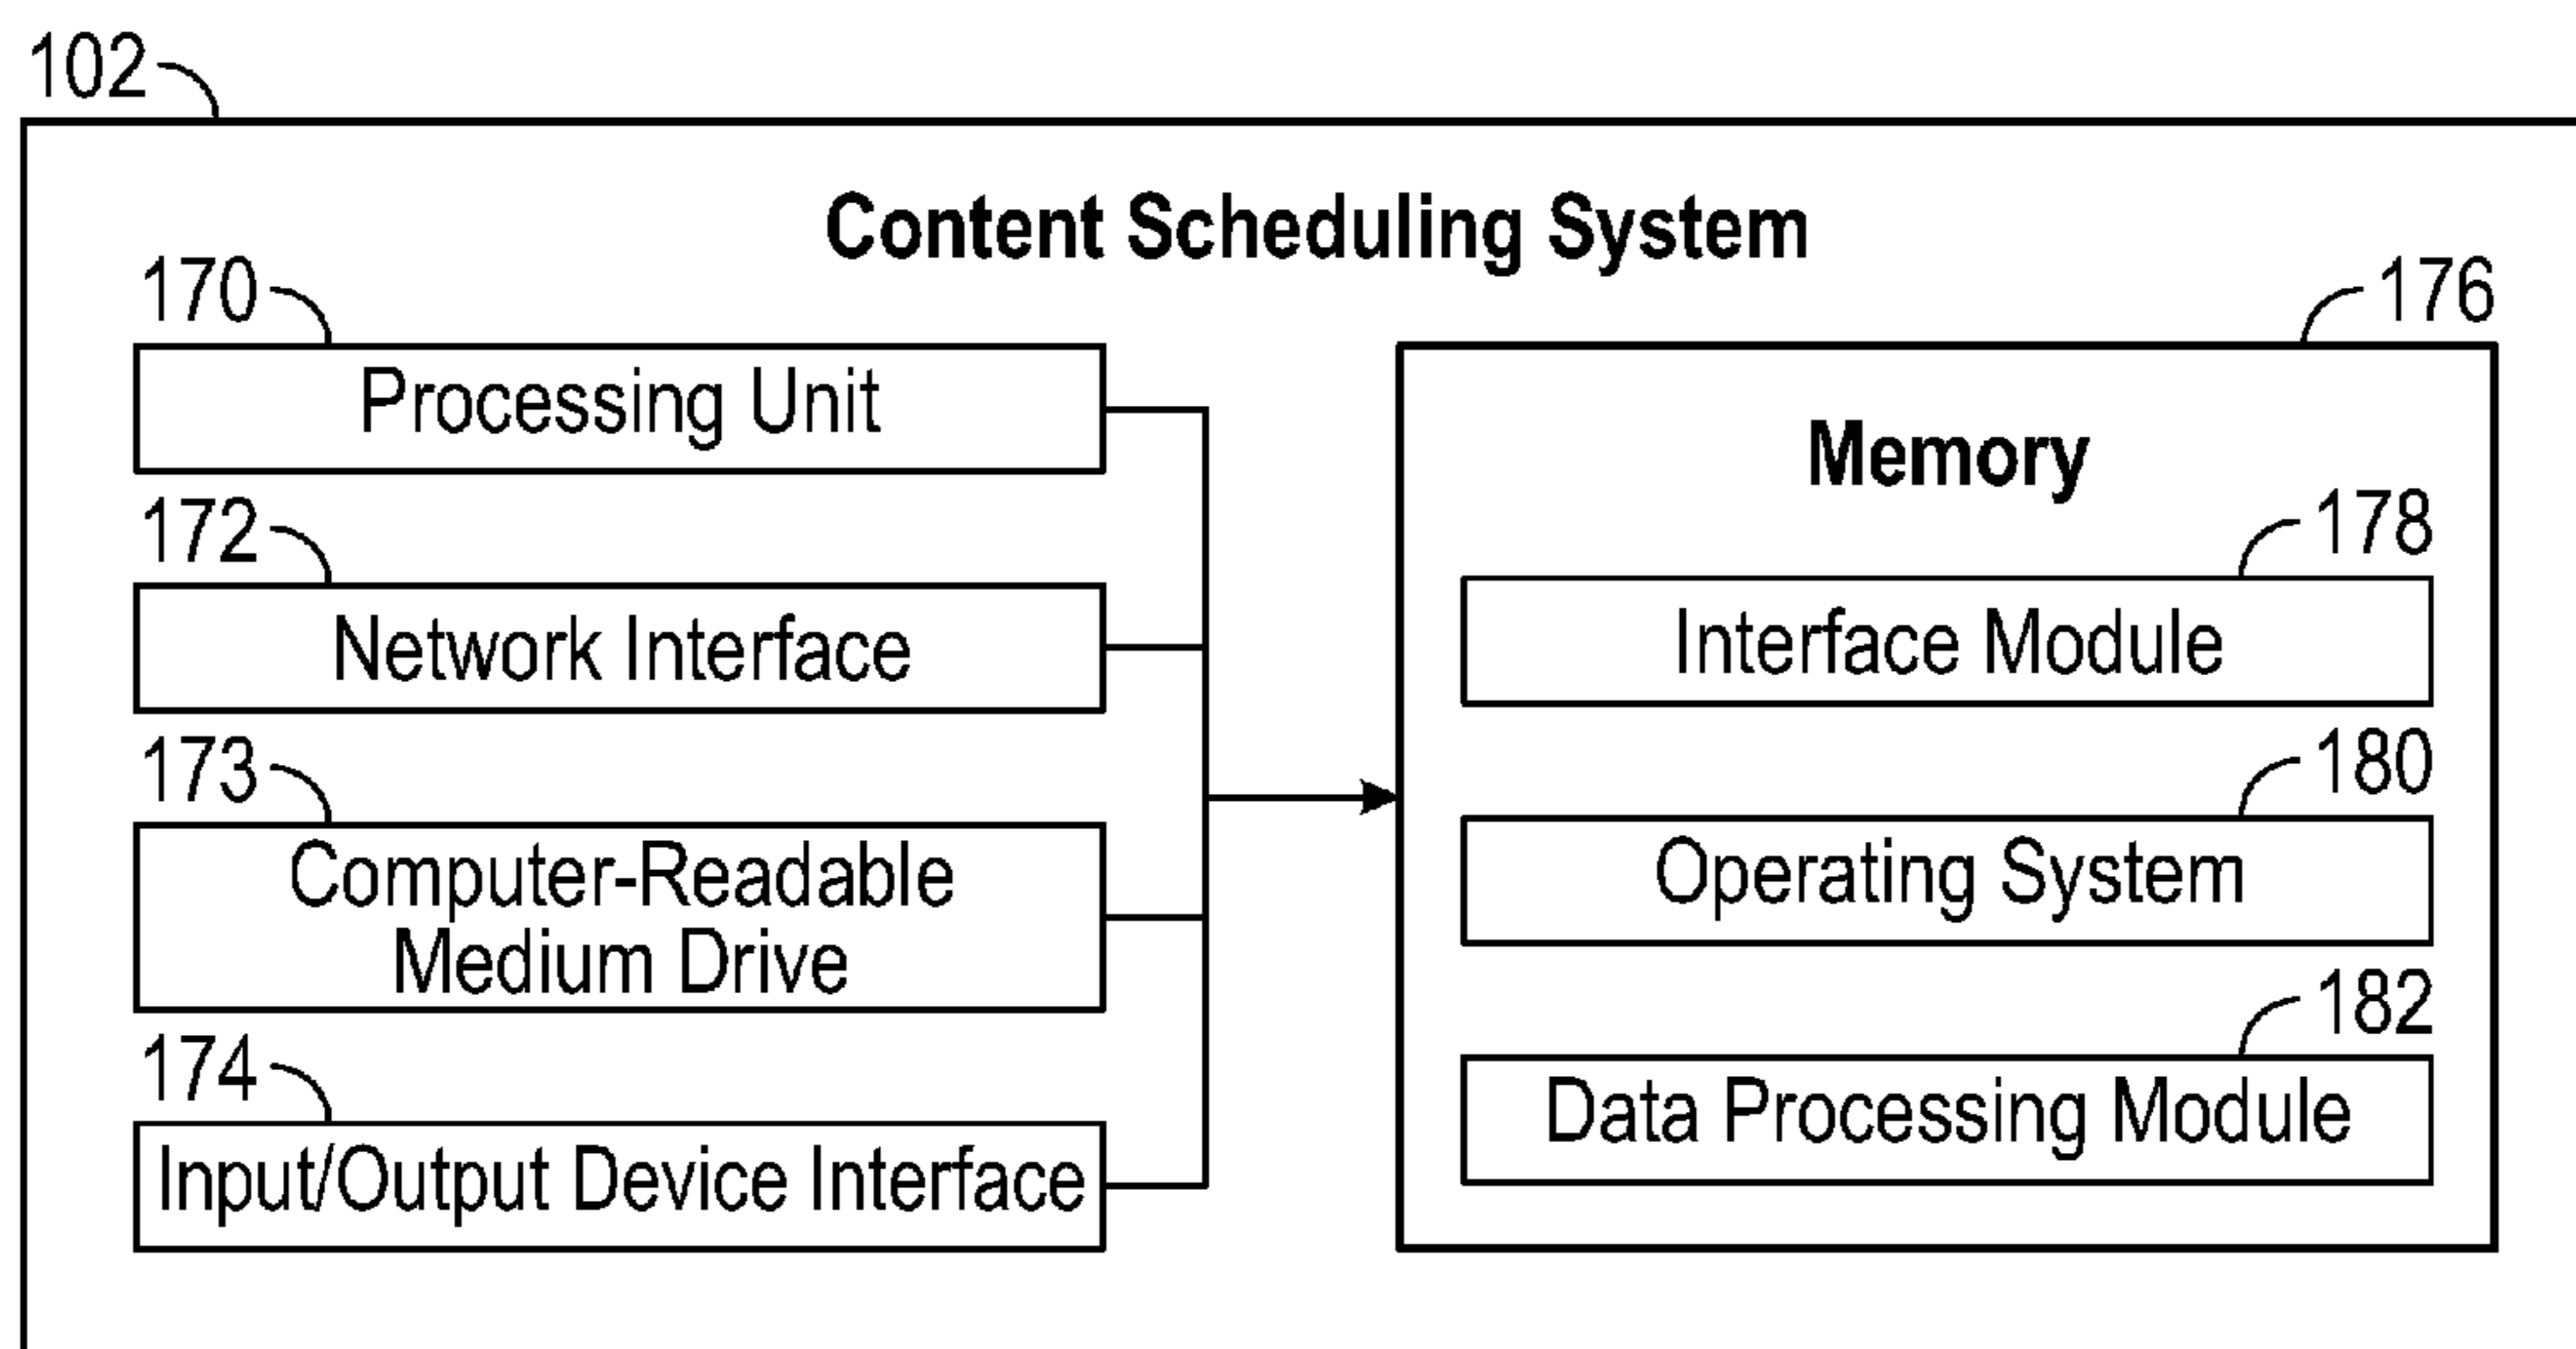 102
Content Scheduling System
170
Processing Unit
172
Network Interface
173
Computer-Readable
Medium Drive
174
Input/Output Device Interface
176
Memory
178
Interface Module
180
Operating System
182
Data Processing Module